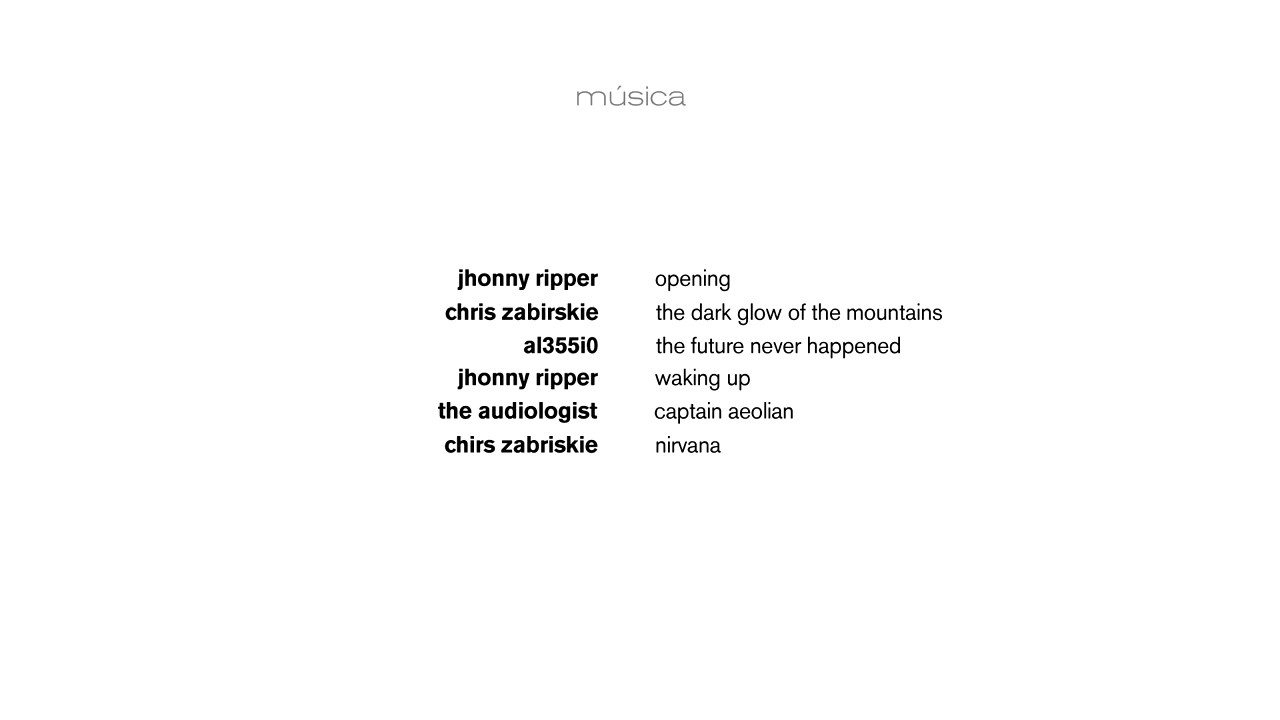 música
jhonny ripper opening
chris zabirskie the dark glow of the mountains
al355i0 the future never happened
jhonny ripper waking up
the audiologist captain aeolian
chirs zabriskie nirvana